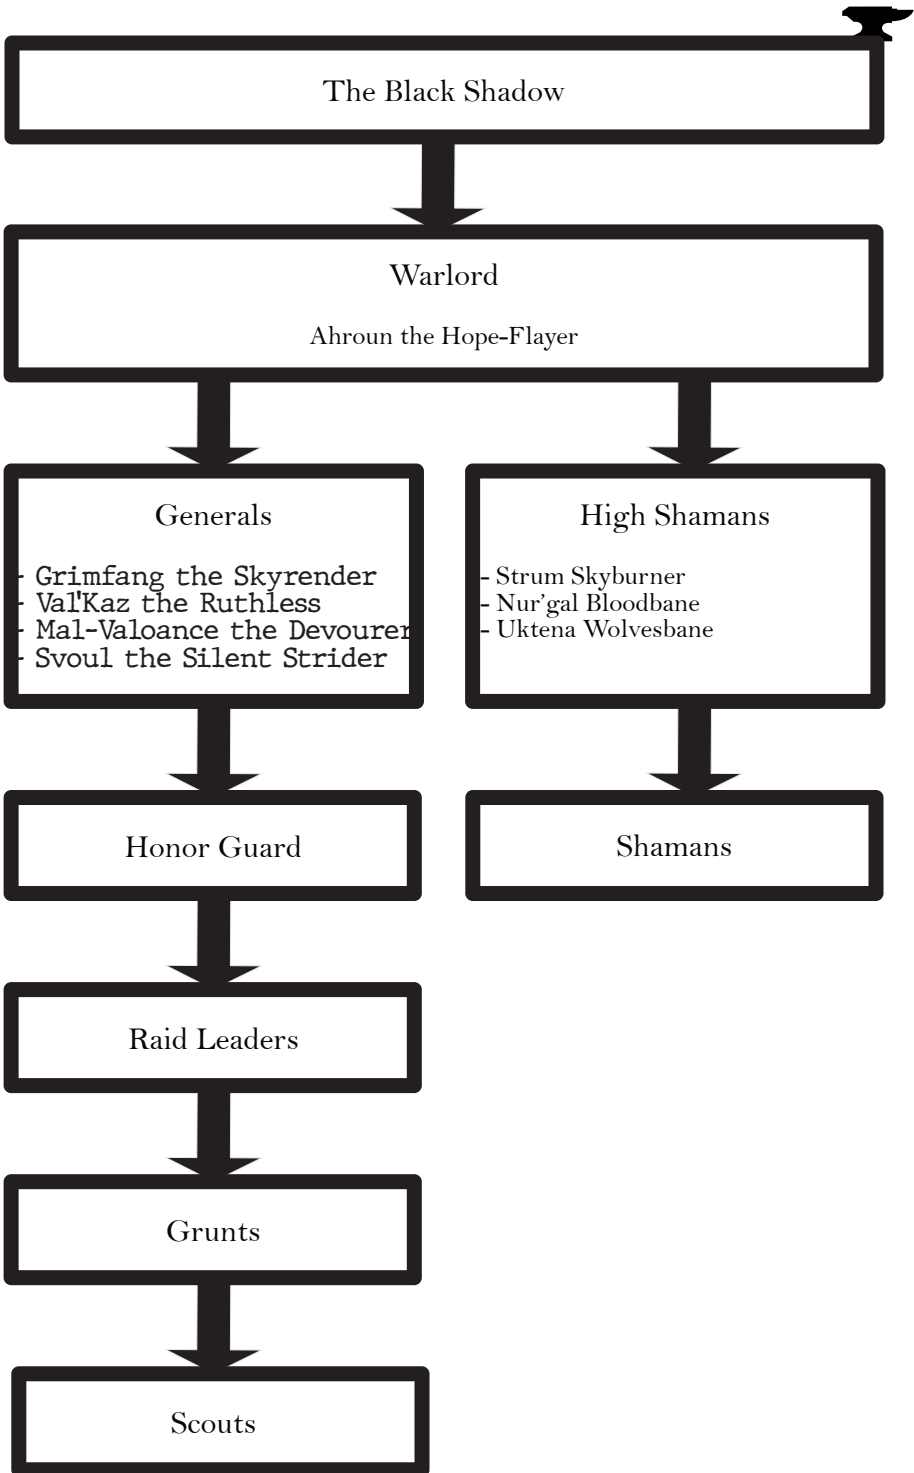 The Black Shadow
Warlord
Ahroun the Hope-Flayer
Generals
- Grimfang the Skyrender
- Val'Kaz the Ruthless
- Mal-Valoance the Devourer
- Svoul the Silent Strider
High Shamans
- Strum Skyburner
- Nur’gal Bloodbane
- Uktena Wolvesbane
Honor Guard
Shamans
Raid Leaders
Grunts
Scouts